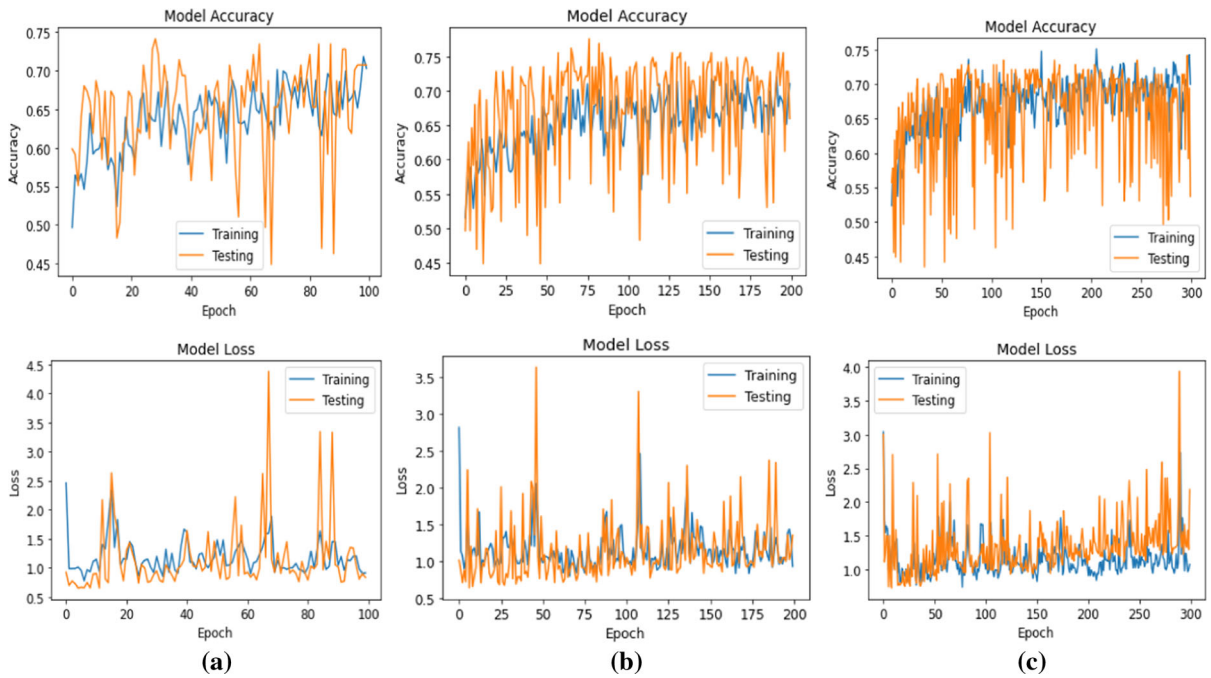 Model Accuracy
Accuracy
0.75
0.70
0.65
0.60
0.55
0.50
0.45
Training
Testing
0 20 40 60 80 100
Epoch
Model Accuracy
Accuracy
0.75
0.70
0.65
0.60
0.55
0.50
0.45
Training
Testing
0 25 50 75 100 125 150 175 200
Epoch
Model Accuracy
Accuracy
0.75
0.70
0.65
0.60
0.55
0.50
0.45
Training
Testing
0 50 100 150 200 250 300
Epoch
Model Loss
Loss
4.5
4.0
3.5
3.0
2.5
2.0
1.5
1.0
0.5
Training
Testing
0 20 40 60 80 100
Epoch
(a)
Model Loss
Loss
3.5
3.0
2.5
2.0
1.5
1.0
0.5
Training
Testing
0 25 50 75 100 125 150 175 200
Epoch
(b)
Model Loss
Loss
4.0
3.5
3.0
2.5
2.0
1.5
1.0
Training
Testing
0 50 100 150 200 250 300
Epoch
(c)